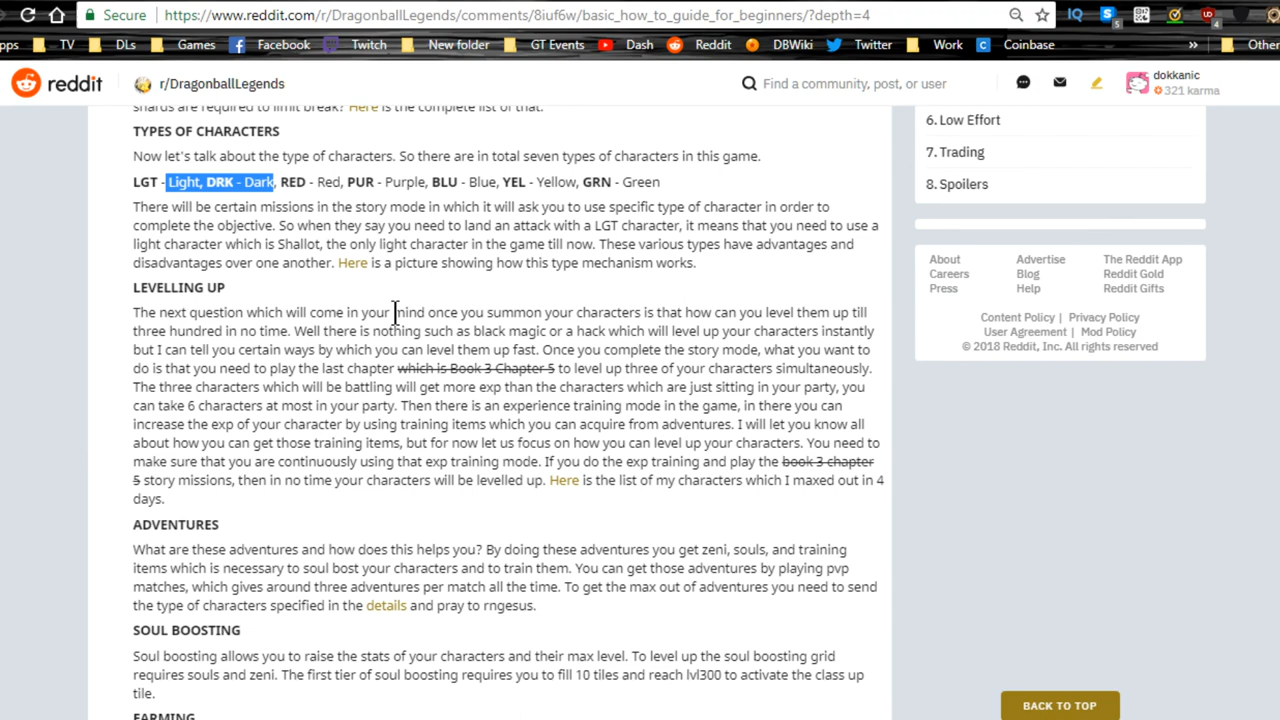 Secure https://www.reddit.com/r/DragonballLegends/comments/8iuf6w/basic_how_to_guide_for_beginners/?depth=4
IQ
5
4
pps TV DLs Games Facebook Twitch New folder GT Events Dash Reddit DBWiki Twitter Work Coinbase » Other
reddit r/DragonballLegends Find a community, post, or user dokkanic
321 karma
shards are required to limit break? Here is the complete list of that.
TYPES OF CHARACTERS
Now let's talk about the type of characters. So there are in total seven types of characters in this game.
LGT - Light, DRK - Dark, RED - Red, PUR - Purple, BLU - Blue, YEL - Yellow, GRN - Green
There will be certain missions in the story mode in which it will ask you to use specific type of character in order to
complete the objective. So when they say you need to land an attack with a LGT character, it means that you need to use a
light character which is Shallot, the only light character in the game till now. These various types have advantages and
disadvantages over one another. Here is a picture showing how this type mechanism works.
LEVELLING UP
The next question which will come in your mind once you summon your characters is that how can you level them up till
three hundred in no time. Well there is nothing such as black magic or a hack which will level up your characters instantly
but I can tell you certain ways by which you can level them up fast. Once you complete the story mode, what you want to
do is that you need to play the last chapter which is Book 3 Chapter 5 to level up three of your characters simultaneously.
The three characters which will be battling will get more exp than the characters which are just sitting in your party, you
can take 6 characters at most in your party. Then there is an experience training mode in the game, in there you can
increase the exp of your character by using training items which you can acquire from adventures. I will let you know all
about how you can get those training items, but for now let us focus on how you can level up your characters. You need to
make sure that you are continuously using that exp training mode. If you do the exp training and play the book 3 chapter
5 story missions, then in no time your characters will be levelled up. Here is the list of my characters which I maxed out in 4
days.
ADVENTURES
What are these adventures and how does this helps you? By doing these adventures you get zeni, souls, and training
items which is necessary to soul bost your characters and to train them. You can get those adventures by playing pvp
matches, which gives around three adventures per match all the time. To get the max out of adventures you need to send
the type of characters specified in the details and pray to rngesus.
SOUL BOOSTING
Soul boosting allows you to raise the stats of your characters and their max level. To level up the soul boosting grid
requires souls and zeni. The first tier of soul boosting requires you to fill 10 tiles and reach lvl300 to activate the class up
tile.
FARMING
6. Low Effort
7. Trading
8. Spoilers
About Advertise The Reddit App
Careers Blog Reddit Gold
Press Help Reddit Gifts
Content Policy | Privacy Policy
User Agreement | Mod Policy
© 2018 Reddit, Inc. All rights reserved
BACK TO TOP